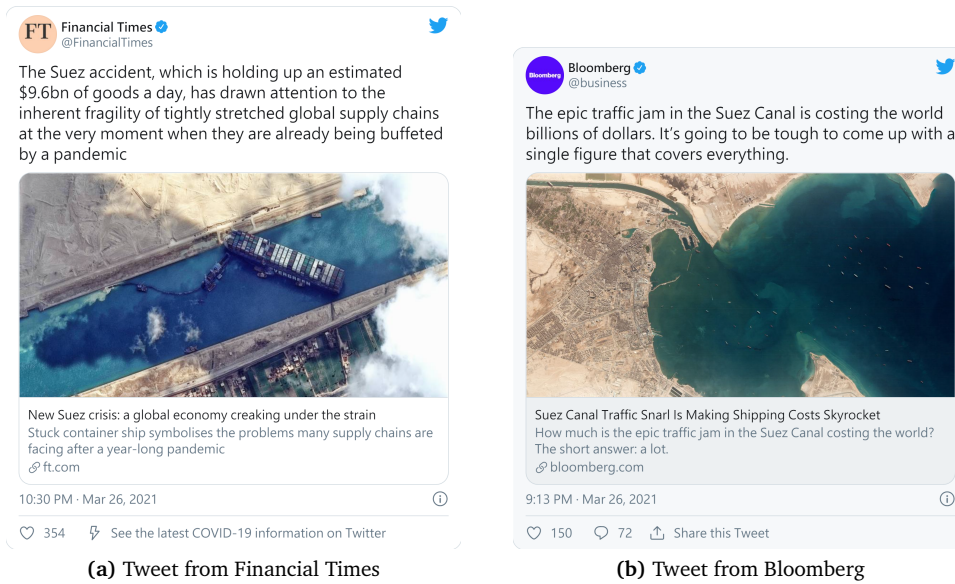 FT
Financial Times
@FinancialTimes
The Suez accident, which is holding up an estimated
$9.6bn of goods a day, has drawn attention to the
inherent fragility of tightly stretched global supply chains
at the very moment when they are already being buffeted
by a pandemic
New Suez crisis: a global economy creaking under the strain
Stuck container ship symbolises the problems many supply chains are
facing after a year-long pandemic
ft.com
10:30 PM · Mar 26, 2021
354 See the latest COVID-19 information on Twitter
(a) Tweet from Financial Times
Bloomberg
Bloomberg
@business
The epic traffic jam in the Suez Canal is costing the world
billions of dollars. It's going to be tough to come up with a
single figure that covers everything.
Suez Canal Traffic Snarl Is Making Shipping Costs Skyrocket
How much is the epic traffic jam in the Suez Canal costing the world?
The short answer: a lot.
bloomberg.com
9:13 PM · Mar 26, 2021
150 72 Share this Tweet
(b) Tweet from Bloomberg